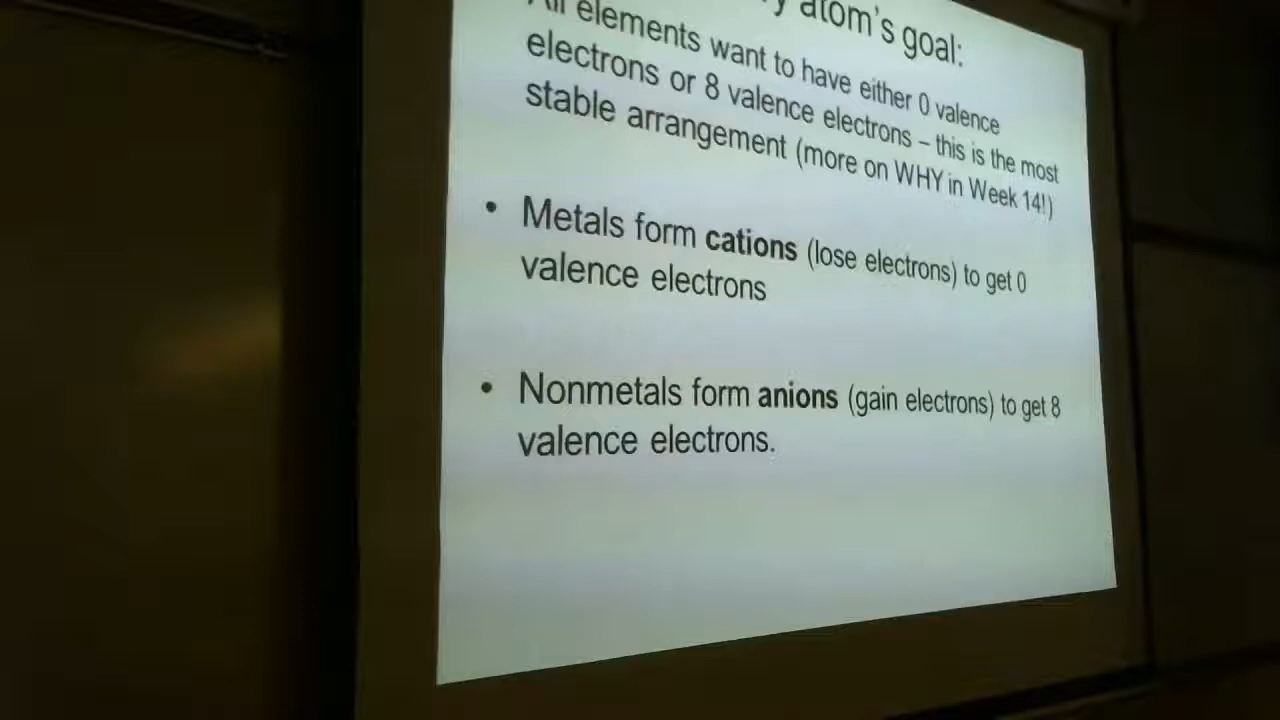 atom's goal:
All elements want to have either 0 valence
electrons or 8 valence electrons – this is the most
stable arrangement (more on WHY in Week 14!)
• Metals form cations (lose electrons) to get 0
valence electrons
• Nonmetals form anions (gain electrons) to get 8
valence electrons.